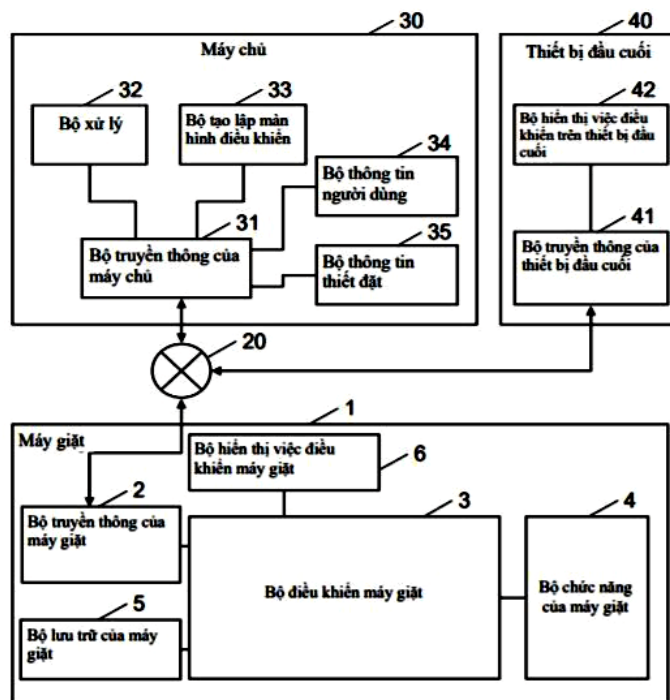 30
Máy chủ
40
Thiết bị đầu cuối
32
Bộ xử lý
33
Bộ tạo lập màn
hình điều khiển
42
Bộ hiển thị việc điều
khiển trên thiết bị đầu
cuối
34
Bộ thông tin
người dùng
31
Bộ truyền thông của
máy chủ
35
Bộ thông tin
thiết đặt
41
Bộ truyền thông của
thiết bị đầu cuối
20
1
Máy giặt
Bộ hiển thị việc điều
khiển máy giặt
6
2
Bộ truyền thông của
máy giặt
3
Bộ điều khiển máy giặt
4
Bộ chức năng
của máy giặt
5
Bộ lưu trữ của máy
giặt